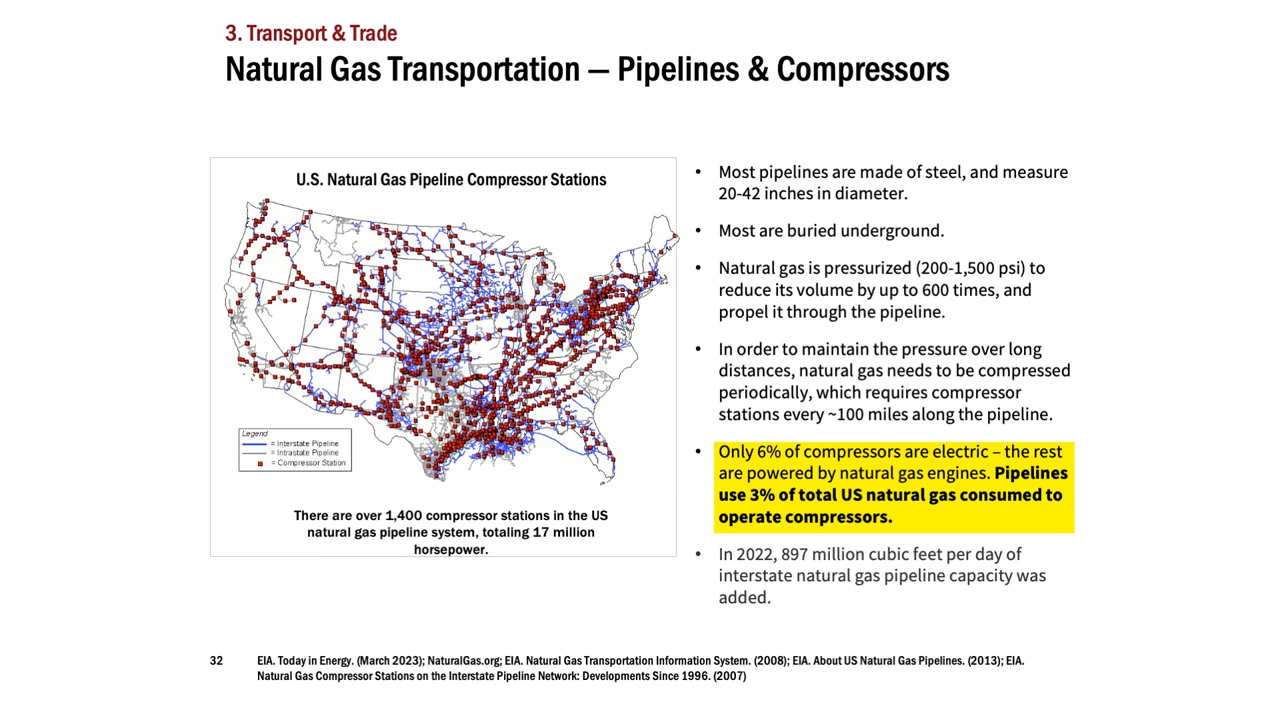 3. Transport & Trade
Natural Gas Transportation — Pipelines & Compressors
U.S. Natural Gas Pipeline Compressor Stations
Legend
= Interstate Pipeline
= Intrastate Pipeline
= Compressor Station
There are over 1,400 compressor stations in the US
natural gas pipeline system, totaling 17 million
horsepower.
• Most pipelines are made of steel, and measure
20-42 inches in diameter.
• Most are buried underground.
• Natural gas is pressurized (200-1,500 psi) to
reduce its volume by up to 600 times, and
propel it through the pipeline.
• In order to maintain the pressure over long
distances, natural gas needs to be compressed
periodically, which requires compressor
stations every ~100 miles along the pipeline.
• Only 6% of compressors are electric – the rest
are powered by natural gas engines. Pipelines
use 3% of total US natural gas consumed to
operate compressors.
• In 2022, 897 million cubic feet per day of
interstate natural gas pipeline capacity was
added.
32
EIA. Today in Energy. (March 2023); NaturalGas.org; EIA. Natural Gas Transportation Information System. (2008); EIA. About US Natural Gas Pipelines. (2013); EIA.
Natural Gas Compressor Stations on the Interstate Pipeline Network: Developments Since 1996. (2007)